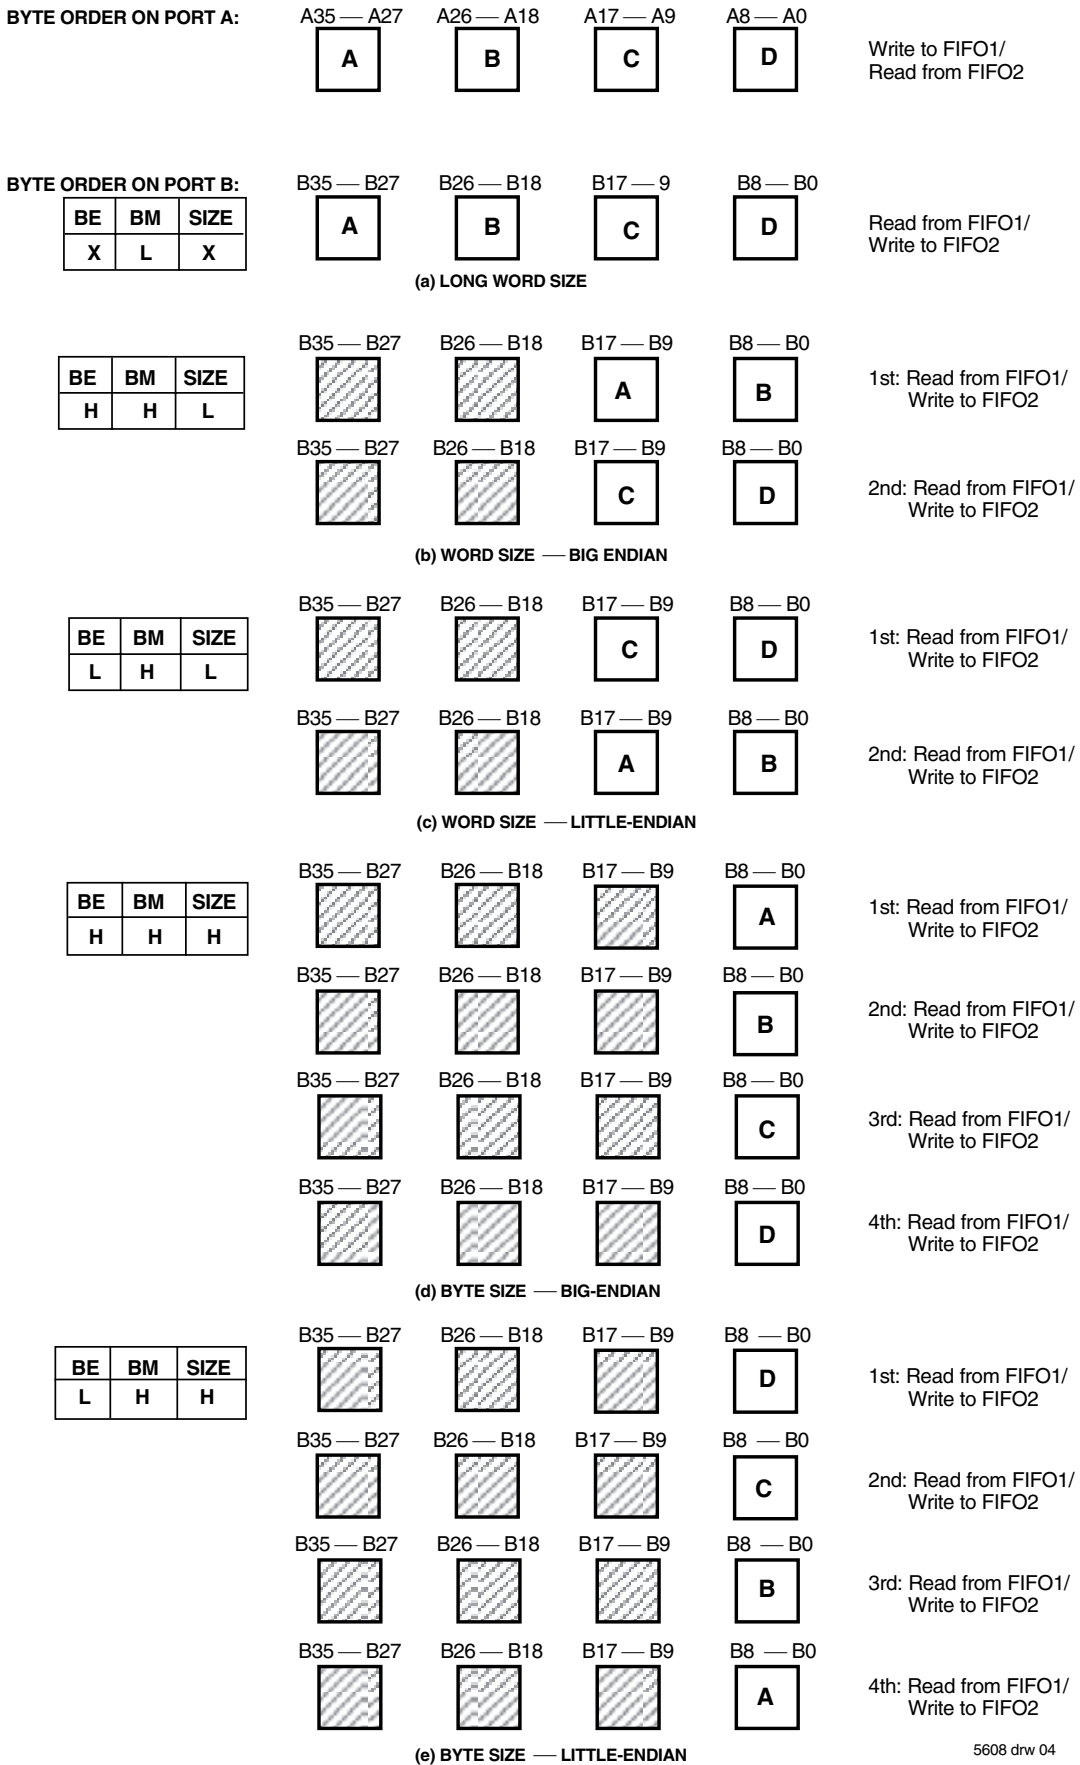 BYTE ORDER ON PORT A:
A35 — A27 A26 — A18 A17 — A9 A8 — A0
A B C D
Write to FIFO1/
Read from FIFO2
BYTE ORDER ON PORT B:
B35 — B27 B26 — B18 B17 — 9 B8 — B0
BE BM SIZE
X L X
A B C D
Read from FIFO1/
Write to FIFO2
(a) LONG WORD SIZE
B35 — B27 B26 — B18 B17 — B9 B8 — B0
BE BM SIZE
H H L
A B
1st: Read from FIFO1/
Write to FIFO2
B35 — B27 B26 — B18 B17 — B9 B8 — B0
C D
2nd: Read from FIFO1/
Write to FIFO2
(b) WORD SIZE — BIG ENDIAN
B35 — B27 B26 — B18 B17 — B9 B8 — B0
BE BM SIZE
L H L
C D
1st: Read from FIFO1/
Write to FIFO2
B35 — B27 B26 — B18 B17 — B9 B8 — B0
A B
2nd: Read from FIFO1/
Write to FIFO2
(c) WORD SIZE — LITTLE-ENDIAN
B35 — B27 B26 — B18 B17 — B9 B8 — B0
BE BM SIZE
H H H
A
1st: Read from FIFO1/
Write to FIFO2
B35 — B27 B26 — B18 B17 — B9 B8 — B0
B
2nd: Read from FIFO1/
Write to FIFO2
B35 — B27 B26 — B18 B17 — B9 B8 — B0
C
3rd: Read from FIFO1/
Write to FIFO2
B35 — B27 B26 — B18 B17 — B9 B8 — B0
D
4th: Read from FIFO1/
Write to FIFO2
(d) BYTE SIZE — BIG-ENDIAN
B35 — B27 B26 — B18 B17 — B9 B8 — B0
BE BM SIZE
L H H
D
1st: Read from FIFO1/
Write to FIFO2
B35 — B27 B26 — B18 B17 — B9 B8 — B0
C
2nd: Read from FIFO1/
Write to FIFO2
B35 — B27 B26 — B18 B17 — B9 B8 — B0
B
3rd: Read from FIFO1/
Write to FIFO2
B35 — B27 B26 — B18 B17 — B9 B8 — B0
A
4th: Read from FIFO1/
Write to FIFO2
(e) BYTE SIZE — LITTLE-ENDIAN
5608 drw 04